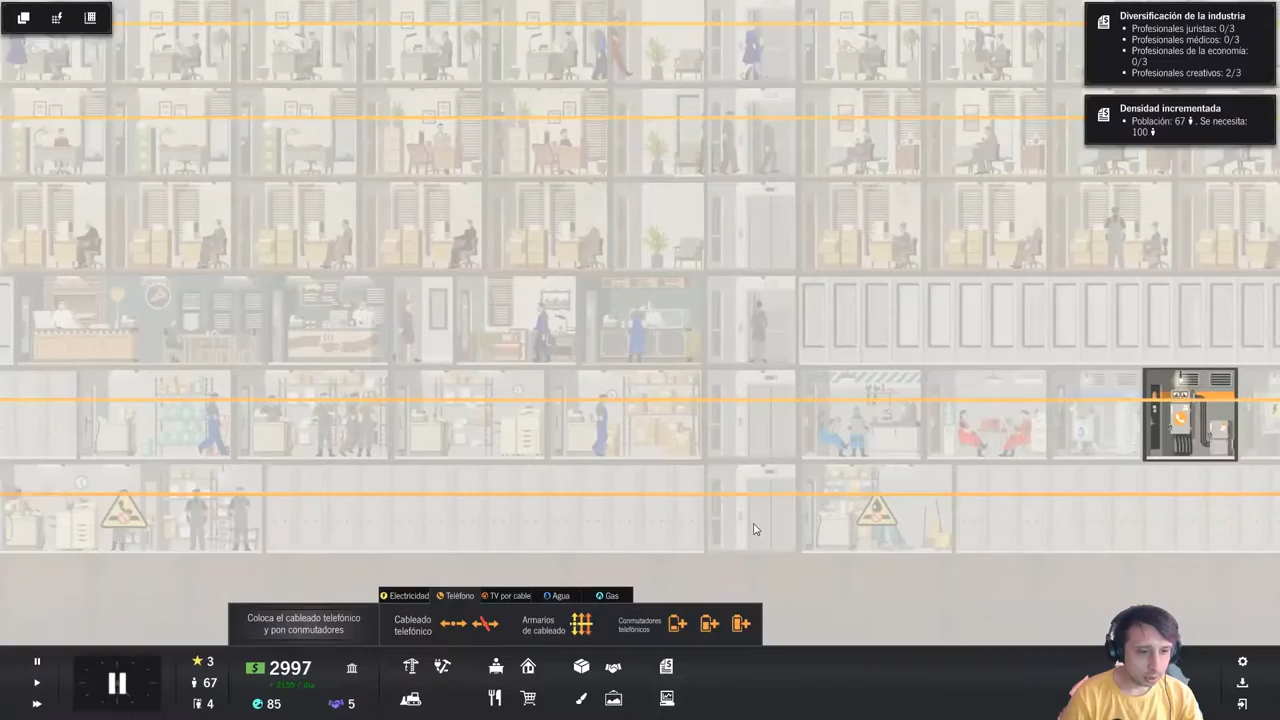 Diversificación de la industria
• Profesionales juristas: 0/3
• Profesionales médicos: 0/3
• Profesionales de la economía:
0/3
• Profesionales creativos: 2/3
Densidad incrementada
• Población: 67 . Se necesita:
100
Electricidad Teléfono TV por cable Agua Gas
Coloca el cableado telefónico
y pon conmutadores
Cableado
telefónico
Armarios
de cableado
Conmutadores
telefónicos
3
67
4
2997
+2155 / día
85
5